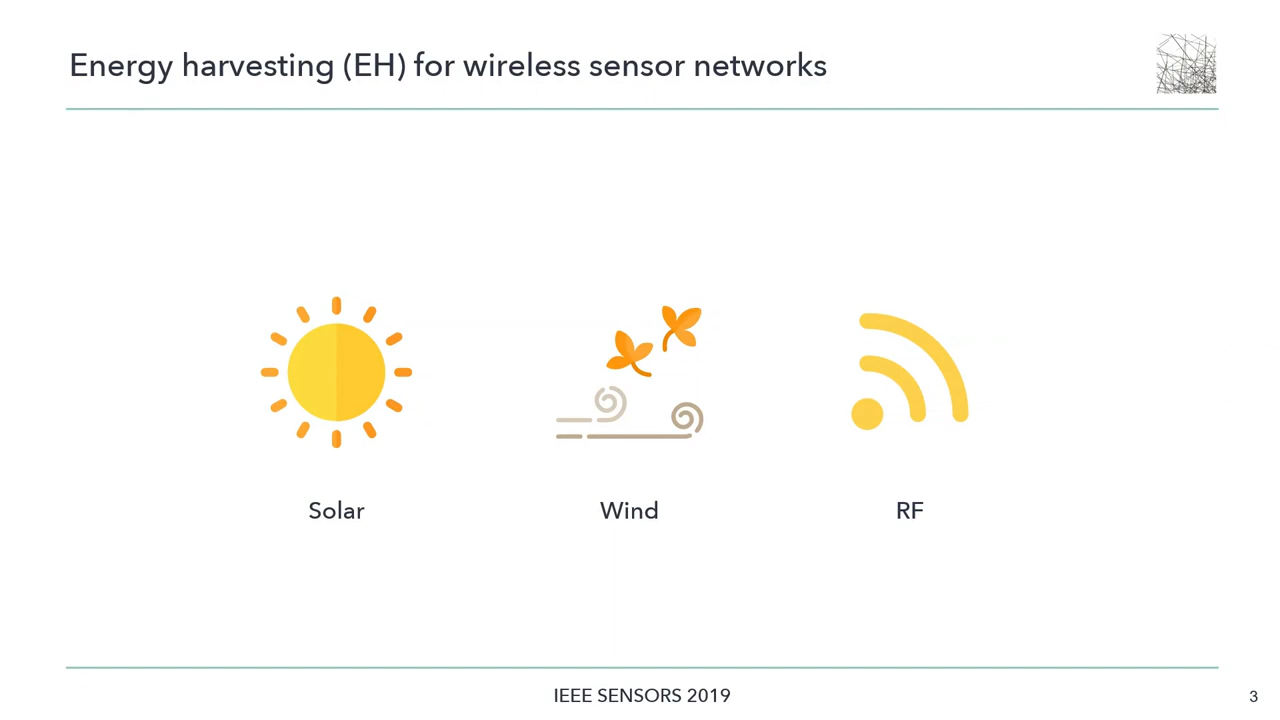 Energy harvesting (EH) for wireless sensor networks
Solar
Wind
RF
IEEE SENSORS 2019
3